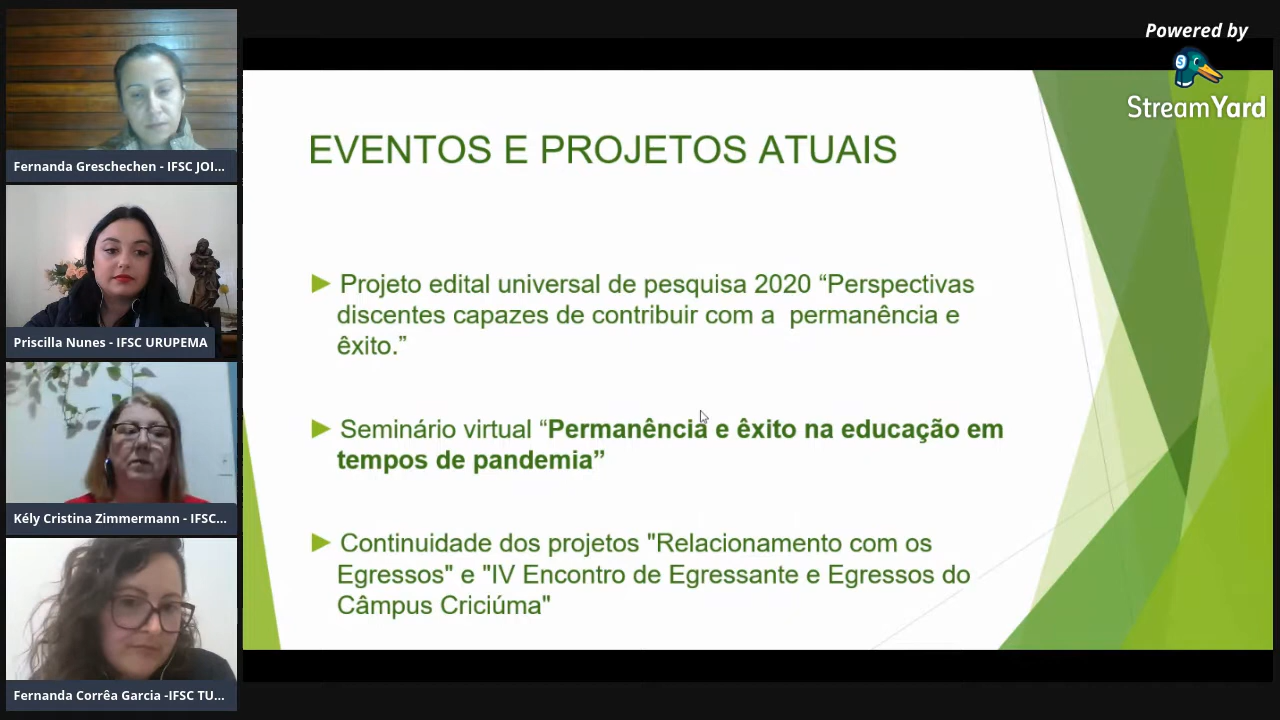 Powered by
StreamYard
Fernanda Greschechen - IFSC JOI...
Priscilla Nunes - IFSC URUPEMA
Kély Cristina Zimmermann - IFSC...
Fernanda Corrêa Garcia -IFSC TU...
EVENTOS E PROJETOS ATUAIS
Projeto edital universal de pesquisa 2020 “Perspectivas
discentes capazes de contribuir com a  permanência e
êxito.”
Seminário virtual “Permanência e êxito na educação em
tempos de pandemia”
Continuidade dos projetos "Relacionamento com os
Egressos" e "IV Encontro de Egressante e Egressos do
Câmpus Criciúma"